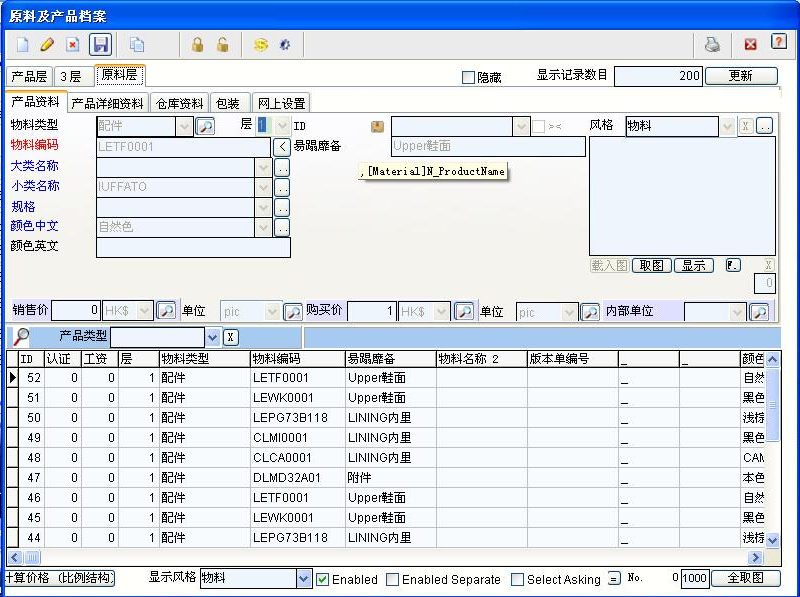 原料及产品档案
产品层 3 层 原料层 隐藏 显示记录数目 200 更新
产品资料 产品详细资料 仓库资料 包装 网上设置
物料类型 配件 层 1 ID >< 风格 物料 X ..
物料编码 LETF0001 < 易蹋靡备 Upper鞋面
大类名称 ..
,[Material]N_ProductName
小类名称 IUFFATO ..
规格 ..
颜色中文 自然色 ..
颜色英文
载入图 取图 显示 F. X
0
销售价 0 HK$ 单位 pic 购买价 1 HK$ 单位 pic 内部单位
产品类型 X
ID 认证 工资 层 物料类型 物料编码 易蹋靡备 物料名称 2 版本单编号 _ _ 颜色
52 0 0 1 配件 LETF0001 Upper鞋面 _ 自然
51 0 0 1 配件 LEWK0001 Upper鞋面 _ 黑色
50 0 0 1 配件 LEPG73B118 LINING内里 _ 浅棕
49 0 0 1 配件 CLMI0001 LINING内里 _ 黑色
48 0 0 1 配件 CLCA0001 LINING内里 _ CAM
47 0 0 1 配件 DLMD32A01 附件 _ 本色
46 0 0 1 配件 LETF0001 Upper鞋面 _ 自然
45 0 0 1 配件 LEWK0001 Upper鞋面 _ 黑色
44 0 0 1 配件 LEPG73B118 LINING内里 _ 浅棕
计算价格 (比例结构) 显示风格 物料 Enabled Enabled Separate Select Asking = No. 0 1000 全取图